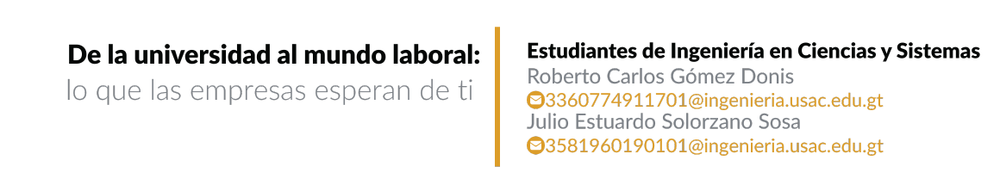 De la universidad al mundo laboral:
lo que las empresas esperan de ti
Estudiantes de Ingeniería en Ciencias y Sistemas
Roberto Carlos Gómez Donis
3360774911701@ingenieria.usac.edu.gt
Julio Estuardo Solorzano Sosa
3581960190101@ingenieria.usac.edu.gt